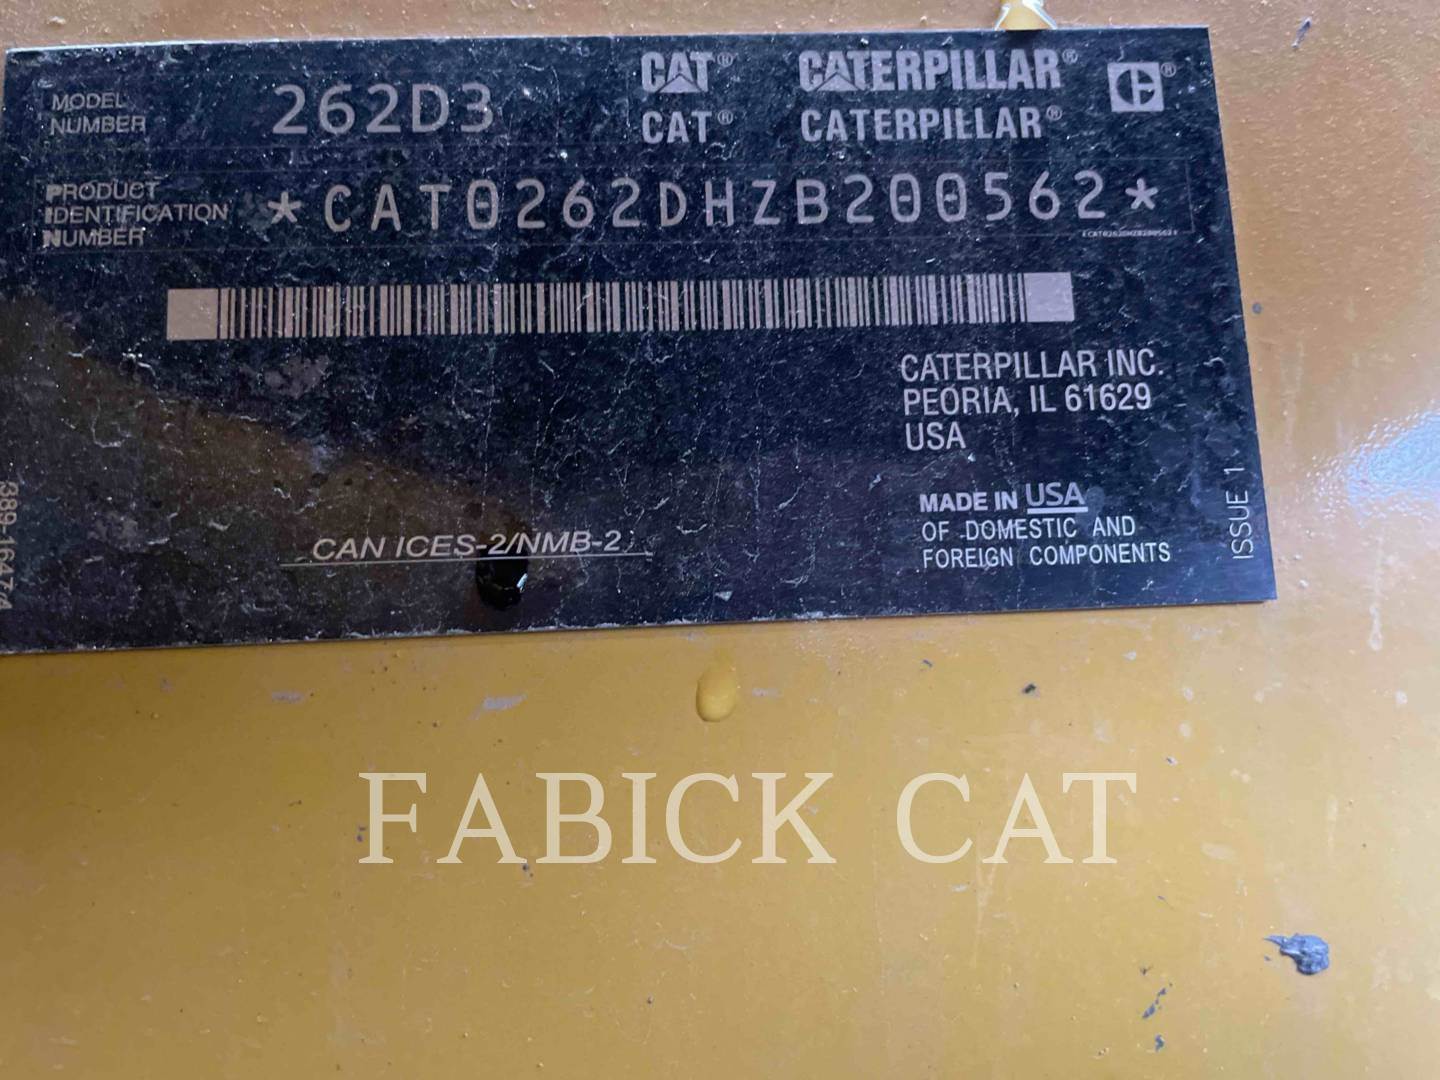 MODEL NUMBER 262D3
CAT® CATERPILLAR® ®
CAT® CATERPILLAR®
PRODUCT IDENTIFICATION NUMBER *CAT0262DHZB200562*
*CAT0262DHZB200562*
CATERPILLAR INC.
PEORIA, IL 61629
USA
MADE IN USA
OF DOMESTIC AND
FOREIGN COMPONENTS
ISSUE 1
CAN ICES-2/NMB-2
FABICK CAT